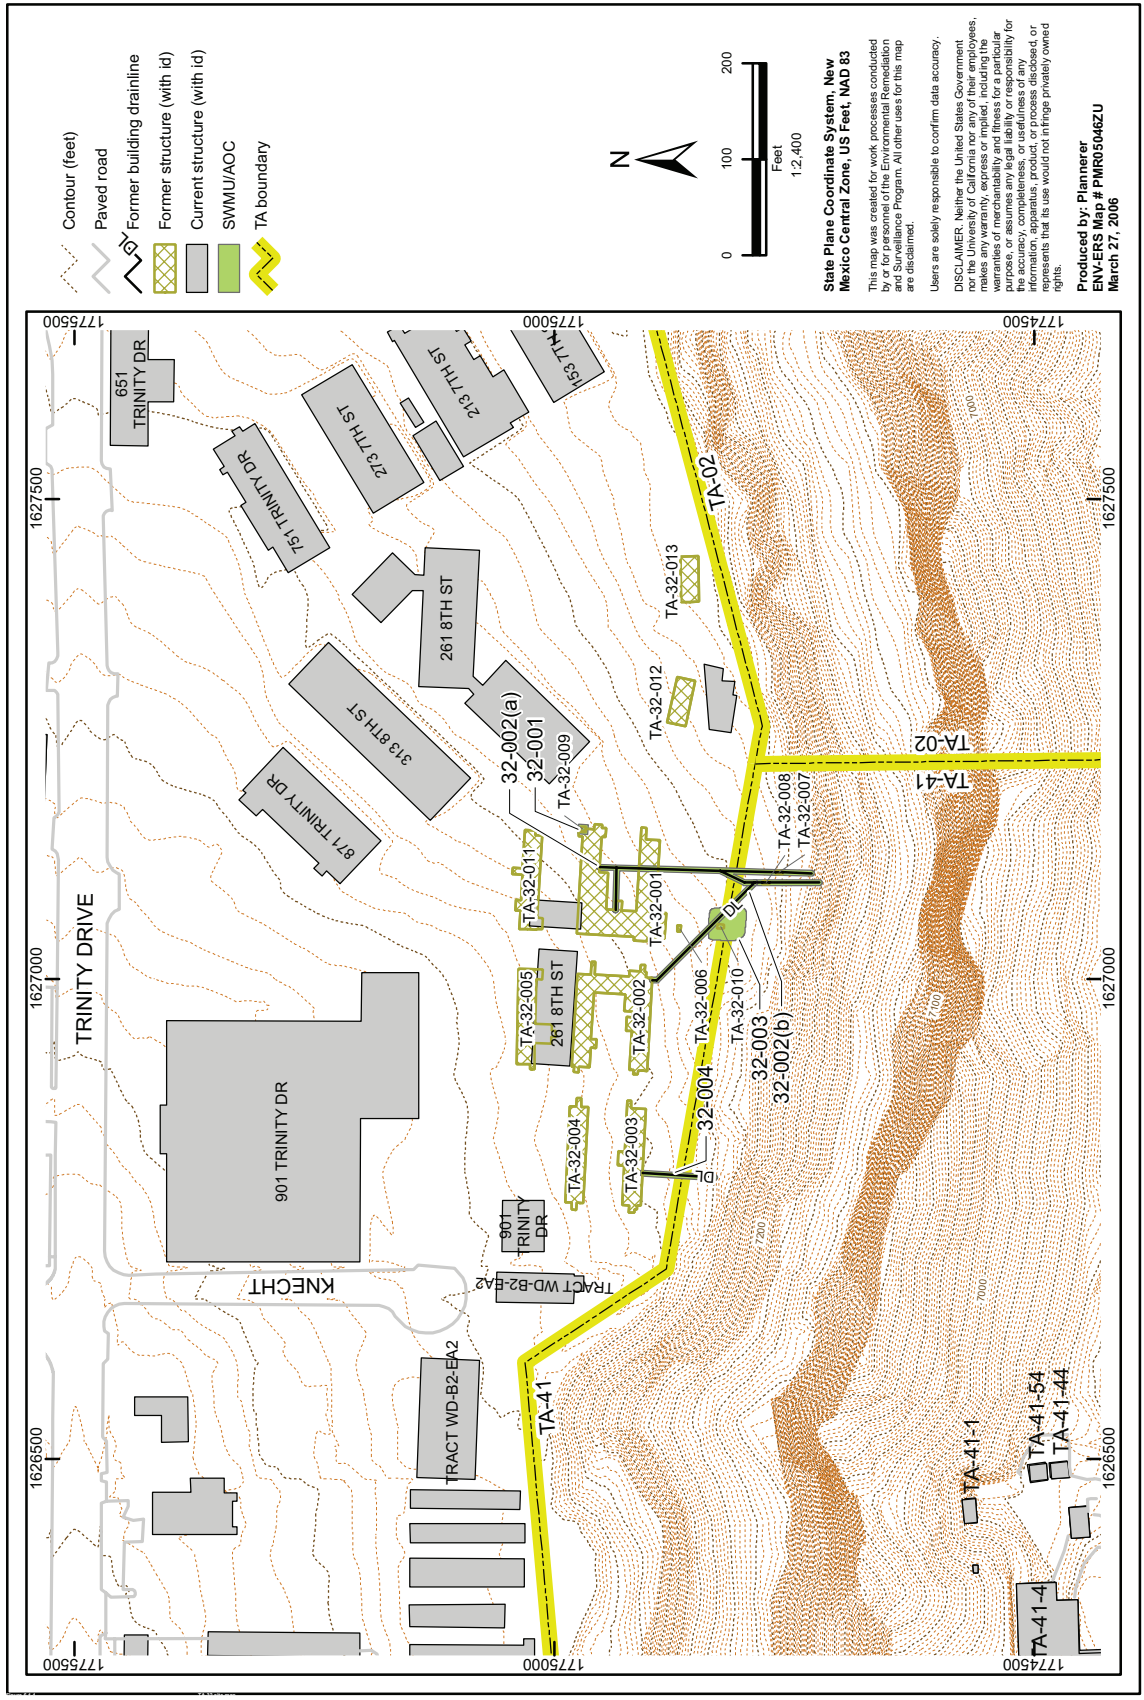 Contour (feet)
Paved road
DL
Former building drainline
Former structure (with id)
Current structure (with id)
SWMU/AOC
TA boundary
N
0
100
200
Feet
1:2,400
State Plane Coordinate System, New
Mexico Central Zone, US Feet, NAD 83
This map was created for work processes conducted
by or for personnel of the Environmental Remediation
and Surveillance Program. All other uses for this map
are disclaimed.
Users are solely responsible to confirm data accuracy.
DISCLAIMER: Neither the United States Government
nor the University of California nor any of their employees,
makes any warranty, express or implied, including the
warranties of merchantability and fitness for a particular
purpose, or assumes any legal liability or responsibility for
the accuracy, completeness, or usefulness of any
information, apparatus, product, or process disclosed, or
represents that its use would not infringe privately owned
rights.
Produced by: Plannerer
ENV-ERS Map # PMR05046ZU
March 27, 2006
1626500
1627000
1627500
1775500
1775500
1775000
1775000
1774500
1774500
1626500
1627000
1627500
TRINITY DRIVE
KNECHT
651
TRINITY DR
751 TRINITY DR
273 7TH ST
213 7TH ST
153 7TH
261 8TH ST
313 8TH ST
871 TRINITY DR
901 TRINITY DR
901
TRINITY
DR
TRACT WD-B2-EA2
TRACT WD-B2-EA2
261 8TH ST
TA-32-011
TA-32-005
TA-32-004
TA-32-003
TA-32-002
TA-32-001
32-002(a)
32-001
TA-32-009
TA-32-012
TA-32-013
TA-32-008
TA-32-007
TA-32-006
TA-32-010
32-003
32-002(b)
32-004
DL
DL
TA-02
TA-02
TA-41
TA-41
7000
7100
7200
7000
TA-41-1
TA-41-54
TA-41-44
TA-41-4